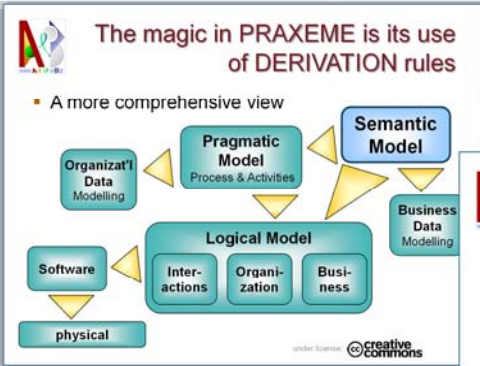 The magic in PRAXEME is its use
of DERIVATION rules
A more comprehensive view
Semantic
Model
Pragmatic
Model
Process & Activities
Organizat'l
Data
Modelling
Business
Data
Modelling
Logical Model
Inter-
actions
Organi-
zation
Busi-
ness
Software
physical
under license:
cc creative
commons